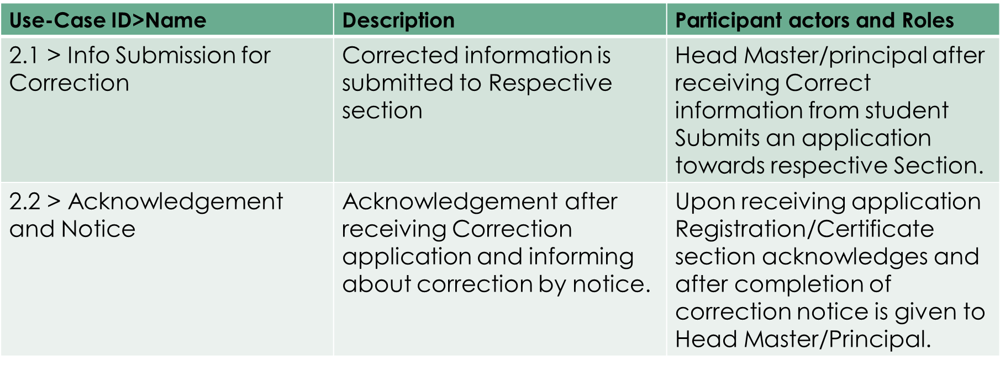 Use-Case ID>Name
Description
Participant actors and Roles
2.1 > Info Submission for
Correction
Corrected information is
submitted to Respective
section
Head Master/principal after
receiving Correct
information from student
Submits an application
towards respective Section.
2.2 > Acknowledgement
and Notice
Acknowledgement after
receiving Correction
application and informing
about correction by notice.
Upon receiving application
Registration/Certificate
section acknowledges and
after completion of
correction notice is given to
Head Master/Principal.